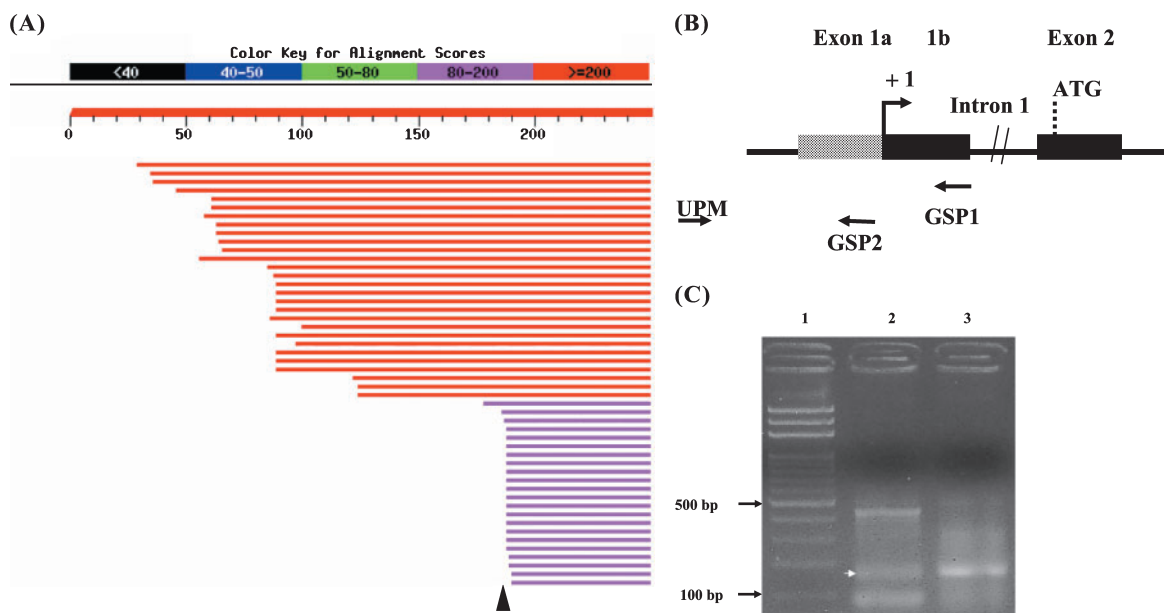 (A)
Color Key for Alignment Scores
<40 40-50 50-80 80-200 >=200
0 50 100 150 200
(B)
Exon 1a 1b Exon 2
+ 1
ATG
Intron 1
UPM
GSP2
GSP1
(C)
1 2 3
500 bp
100 bp